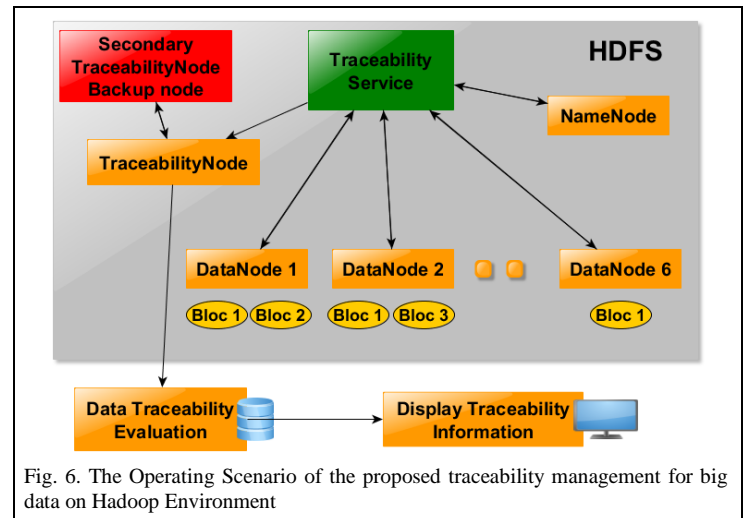 Secondary
TraceabilityNode
Backup node
Traceability
Service
HDFS
NameNode
TraceabilityNode
DataNode 1
DataNode 2
DataNode 6
Bloc 1
Bloc 2
Bloc 1
Bloc 3
Bloc 1
Data Traceability
Evaluation
Display Traceability
Information
Fig. 6. The Operating Scenario of the proposed traceability management for big
data on Hadoop Environment